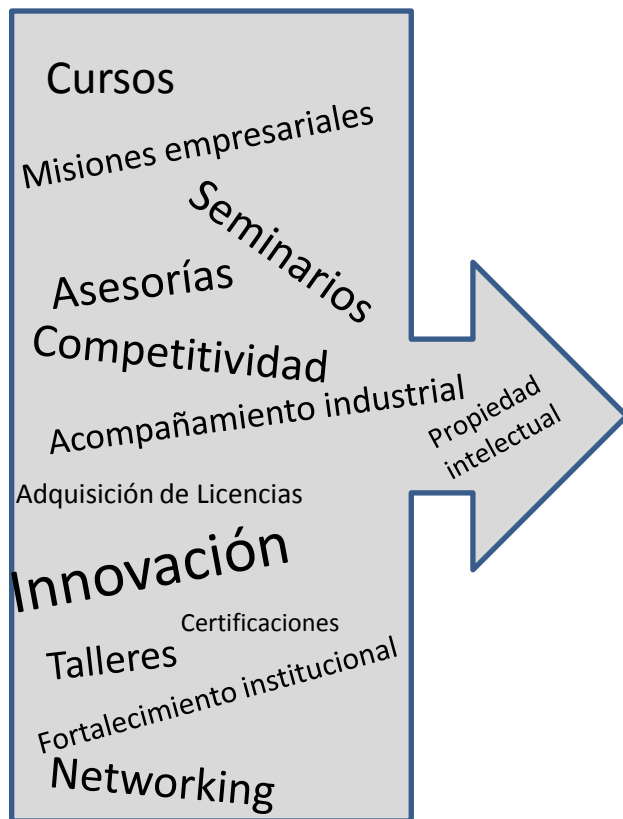 Cursos
Misiones empresariales
Seminarios
Asesorías
Competitividad
Acompañamiento industrial
Propiedad
intelectual
Adquisición de Licencias
Innovación
Certificaciones
Talleres
Fortalecimiento institucional
Networking